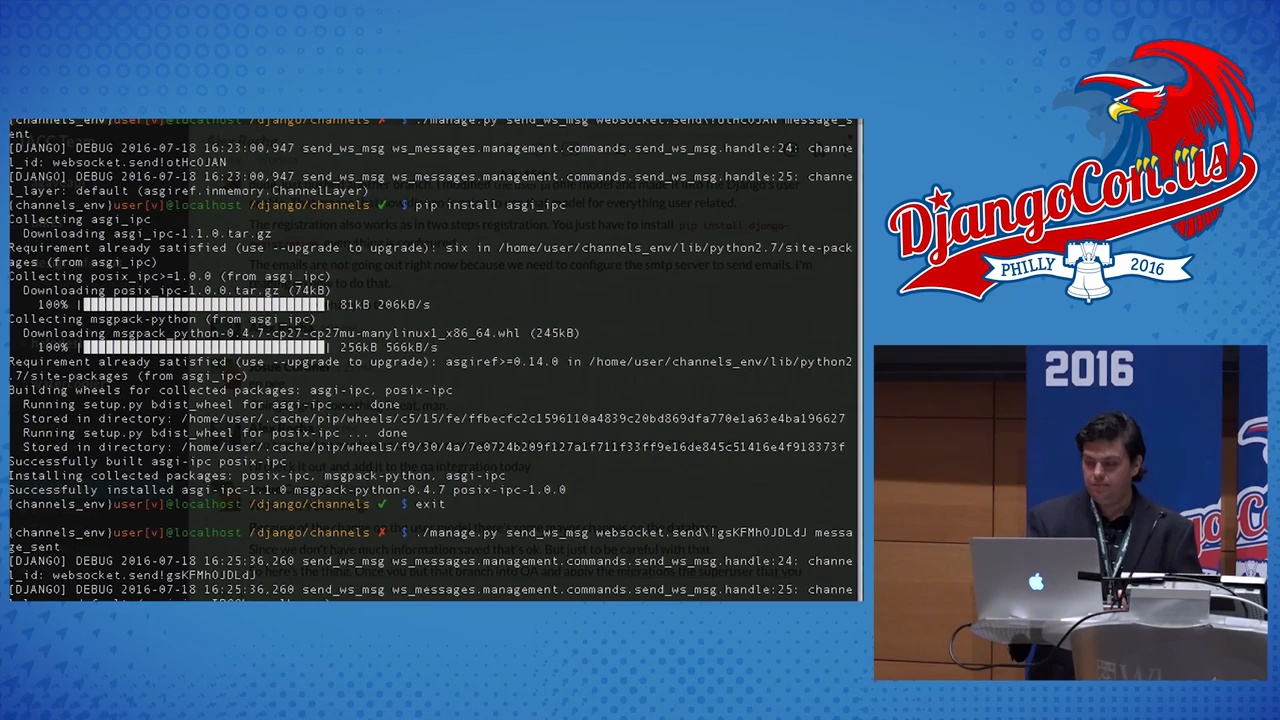 (channels_env)user[v]@localhost /django/channels ✗ $ ./manage.py send_ws_msg websocket.send\!otHcOJAN message_s
ent
[DJANGO] DEBUG 2016-07-18 16:23:00,947 send_ws_msg ws_messages.management.commands.send_ws_msg.handle:24: channe
l_id: websocket.send!otHcOJAN
[DJANGO] DEBUG 2016-07-18 16:23:00,947 send_ws_msg ws_messages.management.commands.send_ws_msg.handle:25: channe
l_layer: default (asgiref.inmemory.ChannelLayer)
(channels_env)user[v]@localhost /django/channels ✓ $ pip install asgi_ipc
Collecting asgi_ipc
Downloading asgi_ipc-1.1.0.tar.gz
Requirement already satisfied (use --upgrade to upgrade): six in /home/user/channels_env/lib/python2.7/site-pack
ages (from asgi_ipc)
Collecting posix_ipc>=1.0.0 (from asgi_ipc)
Downloading posix_ipc-1.0.0.tar.gz (74kB)
100% | | 81kB 206kB/s
Collecting msgpack-python (from asgi_ipc)
Downloading msgpack_python-0.4.7-cp27-cp27mu-manylinux1_x86_64.whl (245kB)
100% | | 256kB 566kB/s
Requirement already satisfied (use --upgrade to upgrade): asgiref>=0.14.0 in /home/user/channels_env/lib/python2
.7/site-packages (from asgi_ipc)
Building wheels for collected packages: asgi-ipc, posix-ipc
Running setup.py bdist_wheel for asgi-ipc ... done
Stored in directory: /home/user/.cache/pip/wheels/c5/15/fe/ffbecfc2c1596110a4839c20bd869dfa770e1a63e4ba196627
Running setup.py bdist_wheel for posix-ipc ... done
Stored in directory: /home/user/.cache/pip/wheels/f9/30/4a/7e0724b209f127a1f711f33ff9e16de845c51416e4f918373f
Successfully built asgi-ipc posix-ipc
Installing collected packages: posix-ipc, msgpack-python, asgi-ipc
Successfully installed asgi-ipc-1.1.0 msgpack-python-0.4.7 posix-ipc-1.0.0
(channels_env)user[v]@localhost /django/channels ✓ $ exit
(channels_env)user[v]@localhost /django/channels ✗ $ ./manage.py send_ws_msg websocket.send\!gsKFMhOJDLdJ messa
ge_sent
[DJANGO] DEBUG 2016-07-18 16:25:36,260 send_ws_msg ws_messages.management.commands.send_ws_msg.handle:24: channe
l_id: websocket.send!gsKFMhOJDLdJ
[DJANGO] DEBUG 2016-07-18 16:25:36,260 send_ws_msg ws_messages.management.commands.send_ws_msg.handle:25: channe
DjangoCon.us
PHILLY 2016
2016